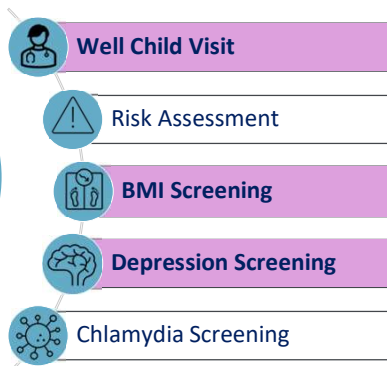 Well Child Visit
Risk Assessment
BMI Screening
Depression Screening
Chlamydia Screening